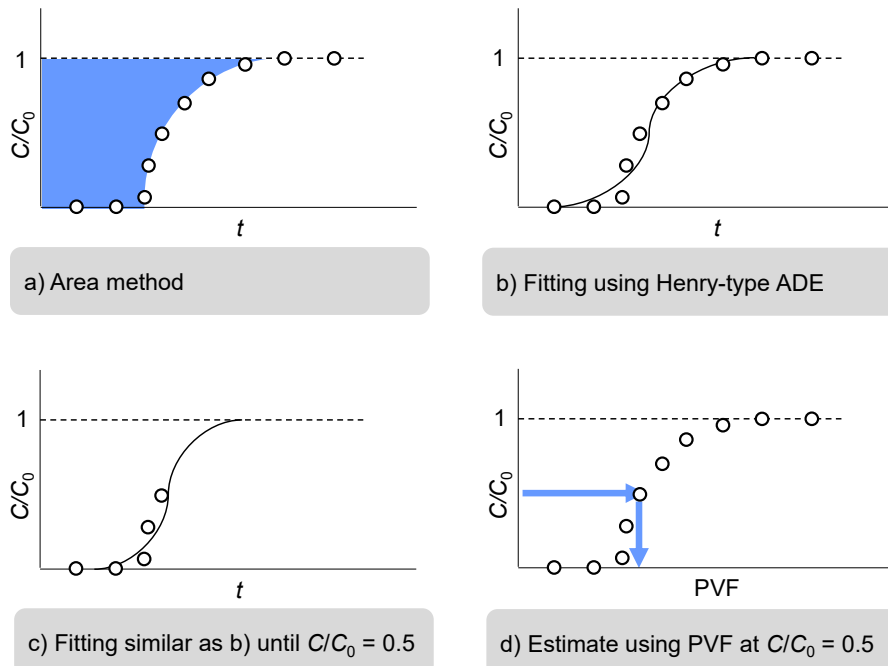 1
C/C0
t
a) Area method
1
C/C0
t
b) Fitting using Henry-type ADE
1
C/C0
t
c) Fitting similar as b) until C/C0 = 0.5
1
C/C0
PVF
d) Estimate using PVF at C/C0 = 0.5